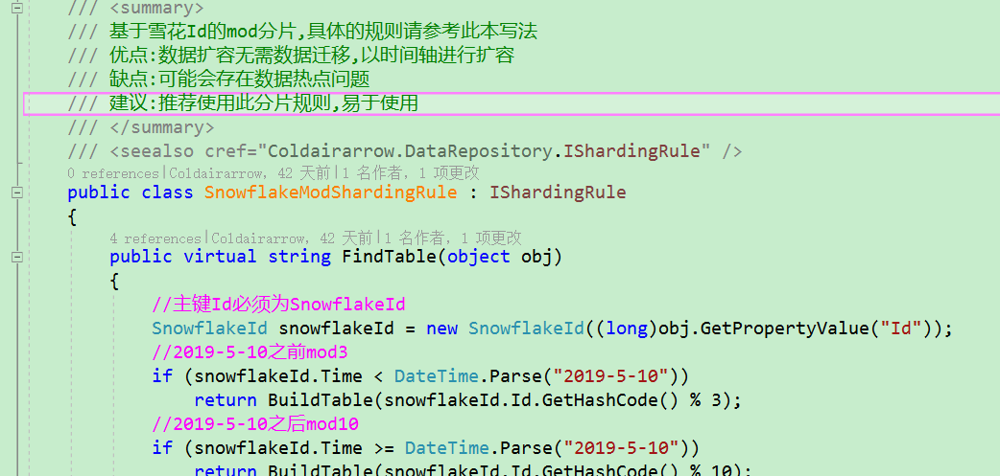 /// <summary>
/// 基于雪花Id的mod分片,具体的规则请参考此本写法
/// 优点:数据扩容无需数据迁移,以时间轴进行扩容
/// 缺点:可能会存在数据热点问题
/// 建议:推荐使用此分片规则,易于使用
/// </summary>
/// <seealso cref="Coldairarrow.DataRepository.IShardingRule" />
0 references|Coldairarrow，42 天前|1 名作者，1 项更改
public class SnowflakeModShardingRule : IShardingRule
{
4 references|Coldairarrow，42 天前|1 名作者，1 项更改
public virtual string FindTable(object obj)
{
//主键Id必须为SnowflakeId
SnowflakeId snowflakeId = new SnowflakeId((long)obj.GetPropertyValue("Id"));
//2019-5-10之前mod3
if (snowflakeId.Time < DateTime.Parse("2019-5-10"))
return BuildTable(snowflakeId.Id.GetHashCode() % 3);
//2019-5-10之后mod10
if (snowflakeId.Time >= DateTime.Parse("2019-5-10"))
return BuildTable(snowflakeId.Id.GetHashCode() % 10);